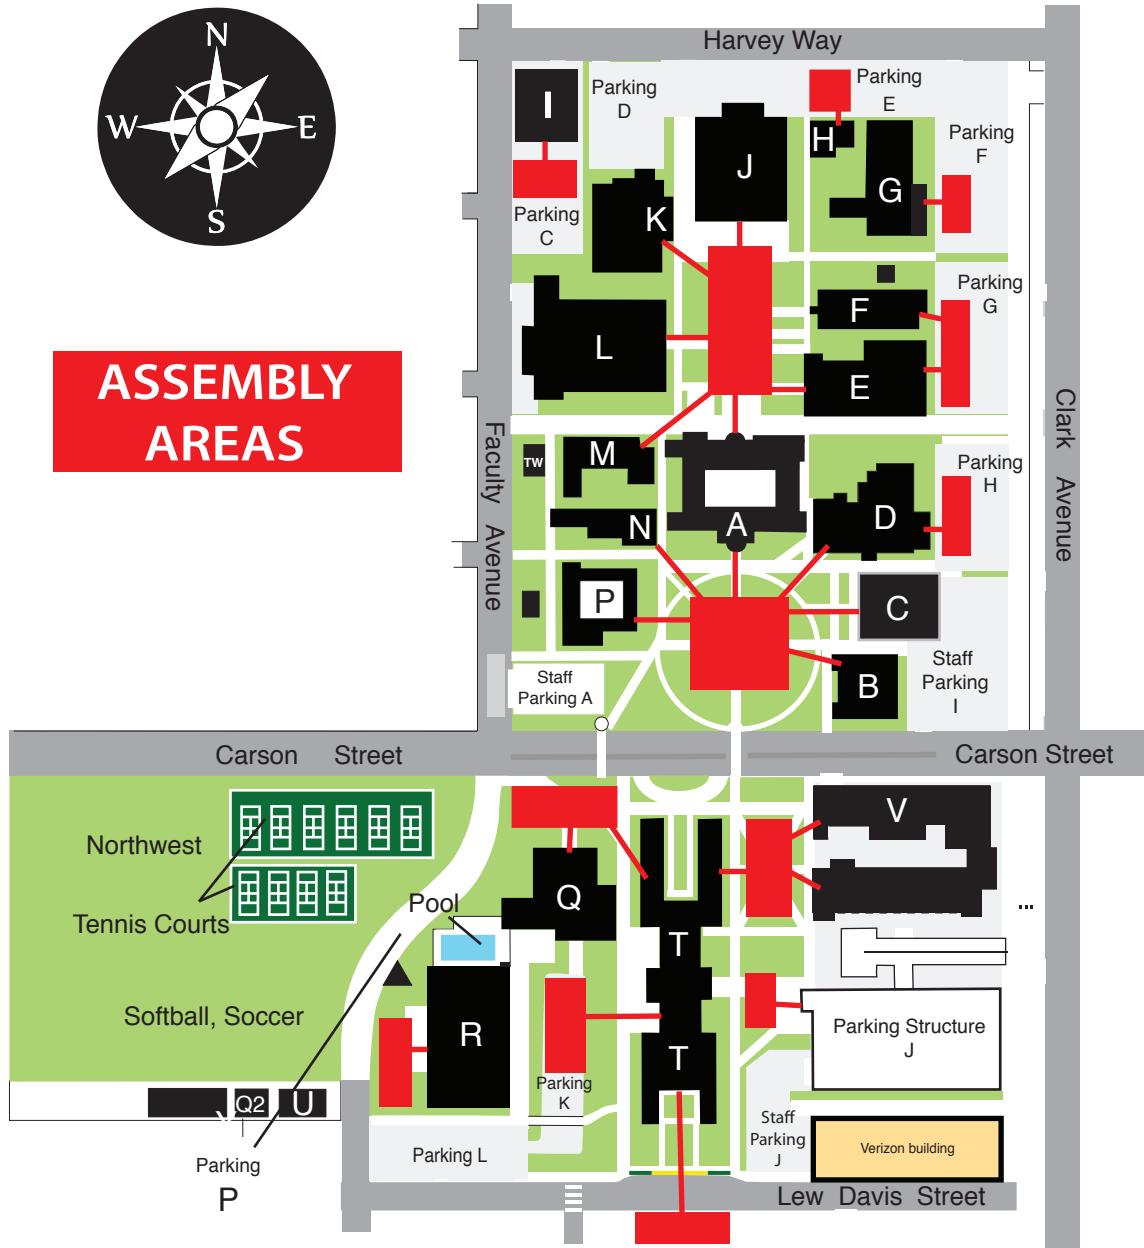 N
W E
S
ASSEMBLY
AREAS
Harvey Way
I
Parking
D
Parking
E
H
Parking
F
J
G
K
Parking
C
Parking
G
F
L
E
Clark Avenue
Faculty Avenue
TW
M
Parking
H
A
D
N
P
C
Staff
Parking A
B
Staff
Parking
I
Carson Street
Carson Street
V
Northwest
Tennis Courts
Pool
Q
T
...
Softball, Soccer
R
Parking Structure
J
T
Parking
K
Q2
U
Staff
Parking
J
Parking L
Verizon building
Parking
P
Lew Davis Street